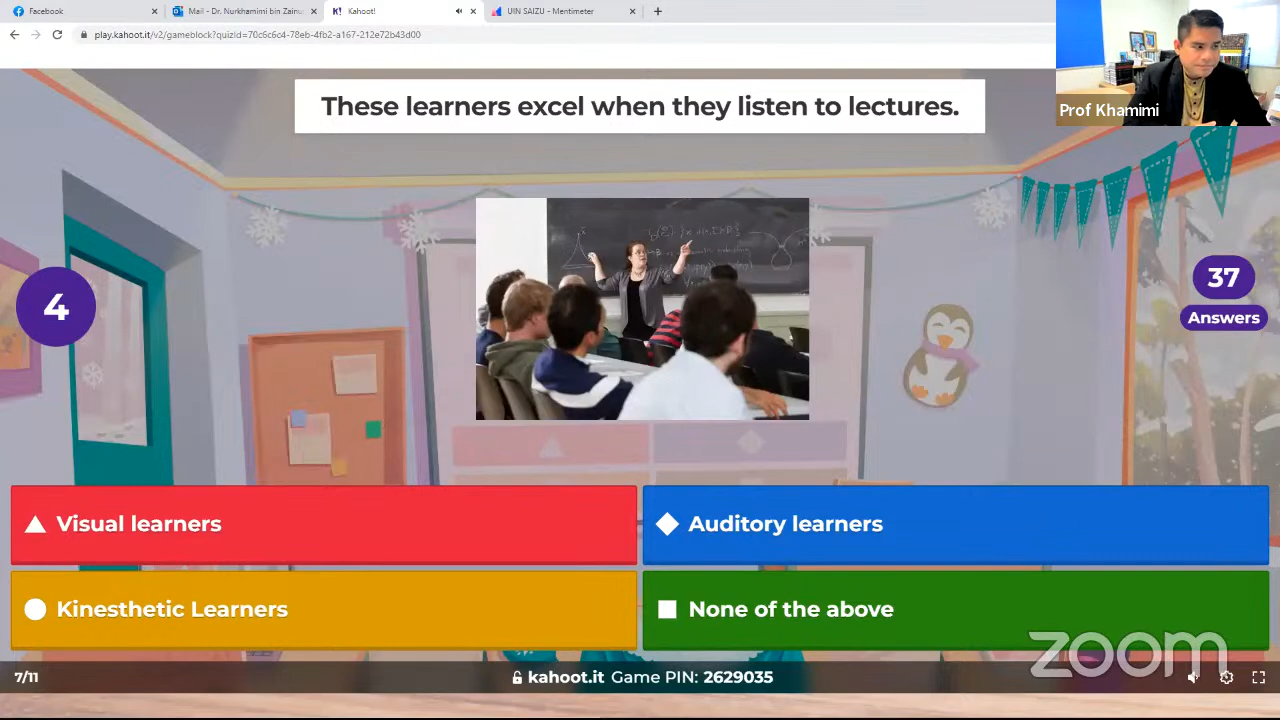 Facebook
Mail - Dr. Nurkhamimi bin Zainu
Kahoot!
UIN SAIZU - Mentimeter
play.kahoot.it/v2/gameblock?quizId=70c6c6c4-78eb-4fb2-a167-212e72b43d00
Prof Khamimi
These learners excel when they listen to lectures.
4
37
Answers
Visual learners
Auditory learners
Kinesthetic Learners
None of the above
zoom
7/11
kahoot.it Game PIN: 2629035